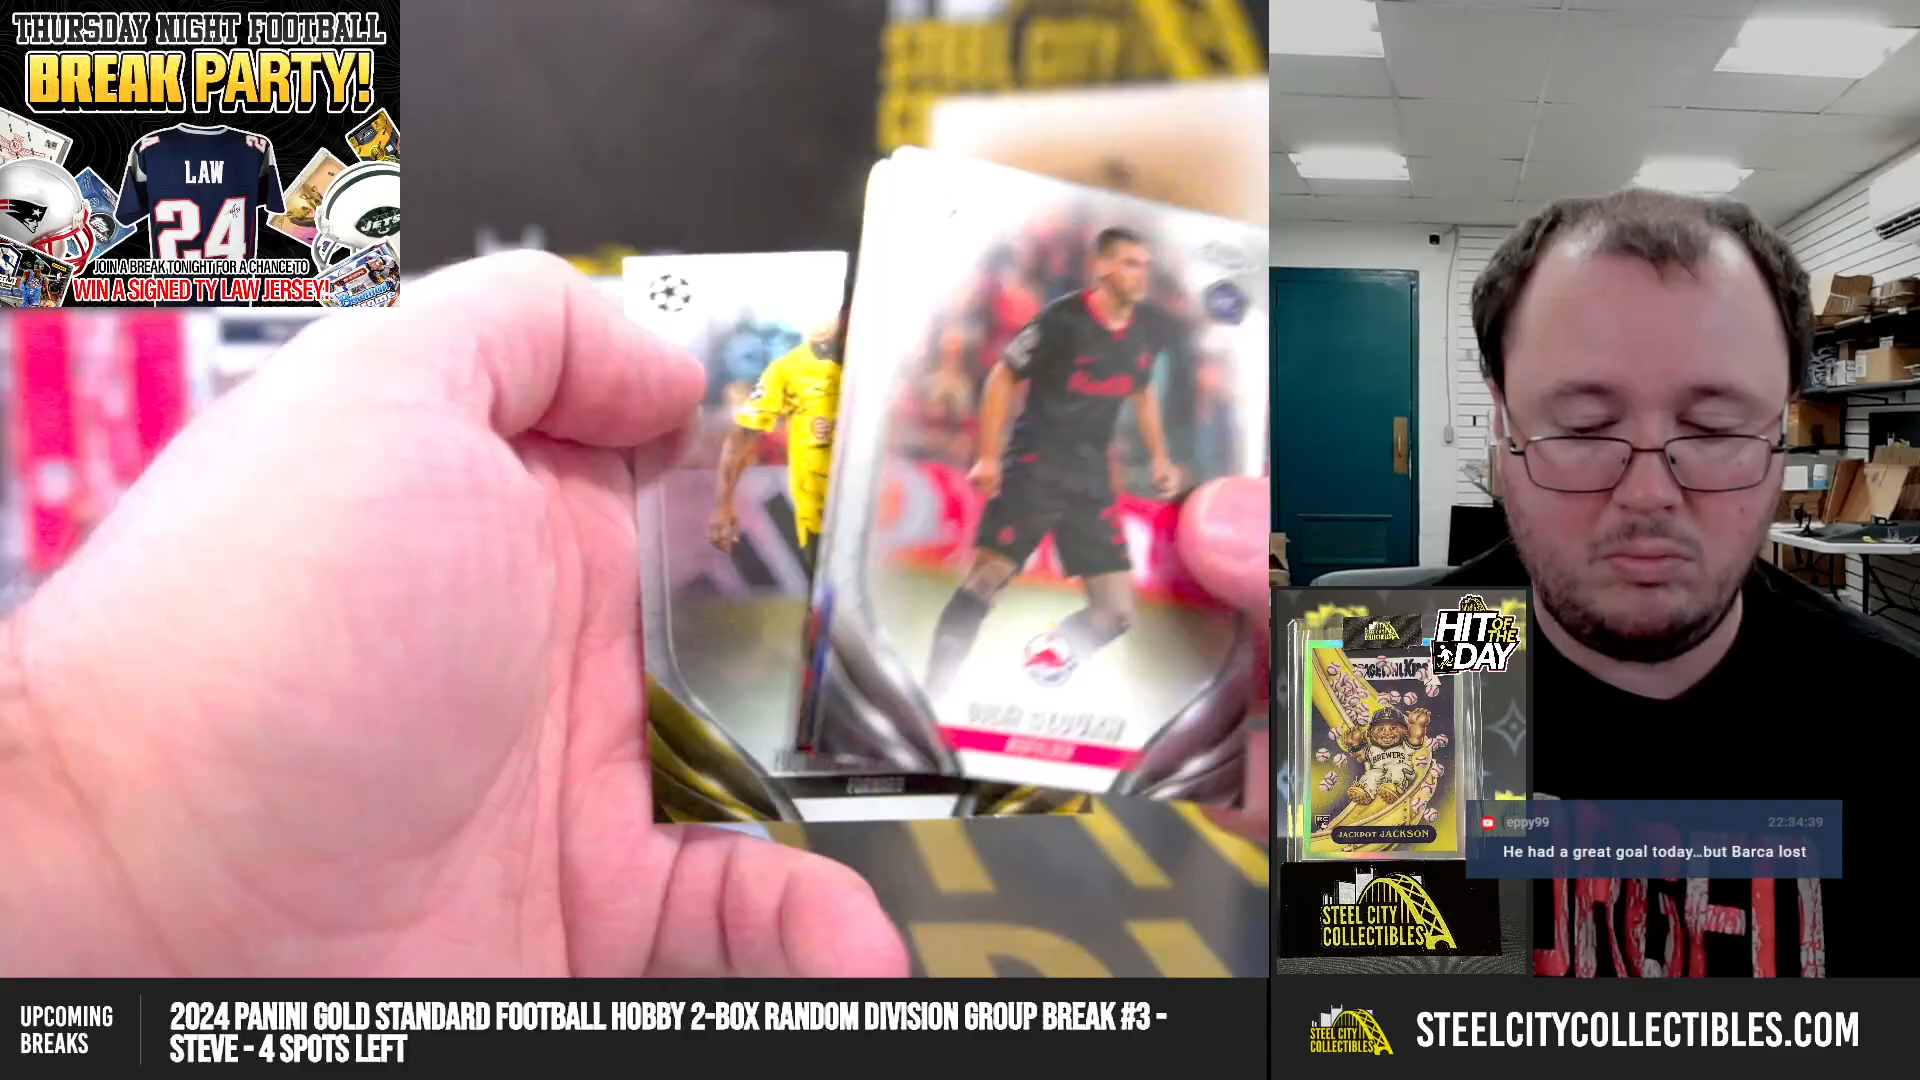 THURSDAY NIGHT FOOTBALL
BREAK PARTY!
LAW
24
JETS
JOIN A BREAK TONIGHT FOR A CHANCE TO
WIN A SIGNED TY LAW JERSEY!
HIT OF THE DAY
BREWERS
RC
JACKPOT JACKSON
eppy99 22:34:39
He had a great goal today...but Barca lost
STEEL CITY
COLLECTIBLES
UPCOMING
BREAKS
2024 PANINI GOLD STANDARD FOOTBALL HOBBY 2-BOX RANDOM DIVISION GROUP BREAK #3 -
STEVE - 4 SPOTS LEFT
STEEL CITY
COLLECTIBLES
STEELCITYCOLLECTIBLES.COM